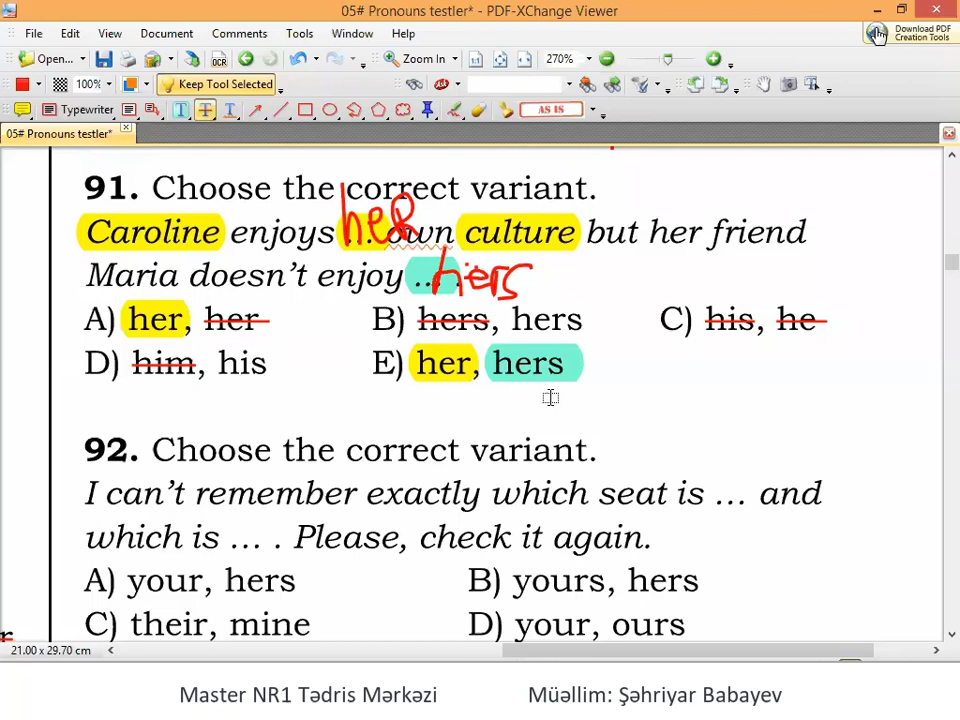 05# Pronouns testler* - PDF-XChange Viewer
File Edit View Document Comments Tools Window Help
Download PDF Creation Tools
Open... OCR Zoom In 270%
100% Keep Tool Selected
Typewriter AS IS
05# Pronouns testler*
91. Choose the correct variant.
her
Caroline enjoys ... own culture but her friend
Maria doesn't enjoy ... . hers
A) her, her B) hers, hers C) his, he
D) him, his E) her, hers
92. Choose the correct variant.
I can't remember exactly which seat is ... and
which is ... . Please, check it again.
A) your, hers B) yours, hers
C) their, mine D) your, ours
r
21.00 x 29.70 cm
Master NR1 Tədris Mərkəzi Müəllim: Şəhriyar Babayev